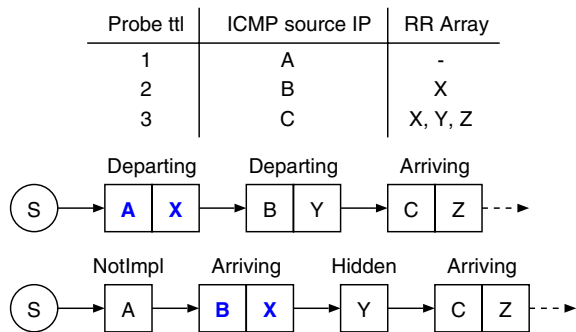 Probe ttl ICMP source IP RR Array
1 A -
2 B X
3 C X, Y, Z
Departing Departing Arriving
S A X B Y C Z
NotImpl Arriving Hidden Arriving
S A B X Y C Z